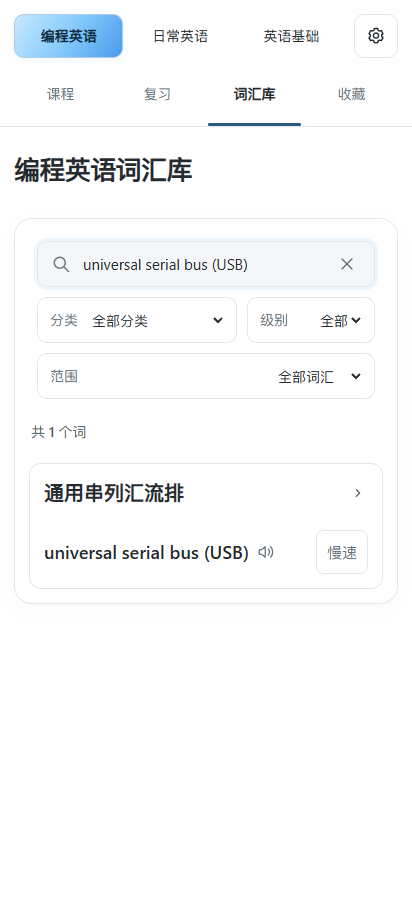 编程英语 日常英语 英语基础
课程 复习 词汇库 收藏
编程英语词汇库
universal serial bus (USB)
分类 全部分类 级别 全部
范围 全部词汇
共 1 个词
通用串列汇流排
universal serial bus (USB) 慢速